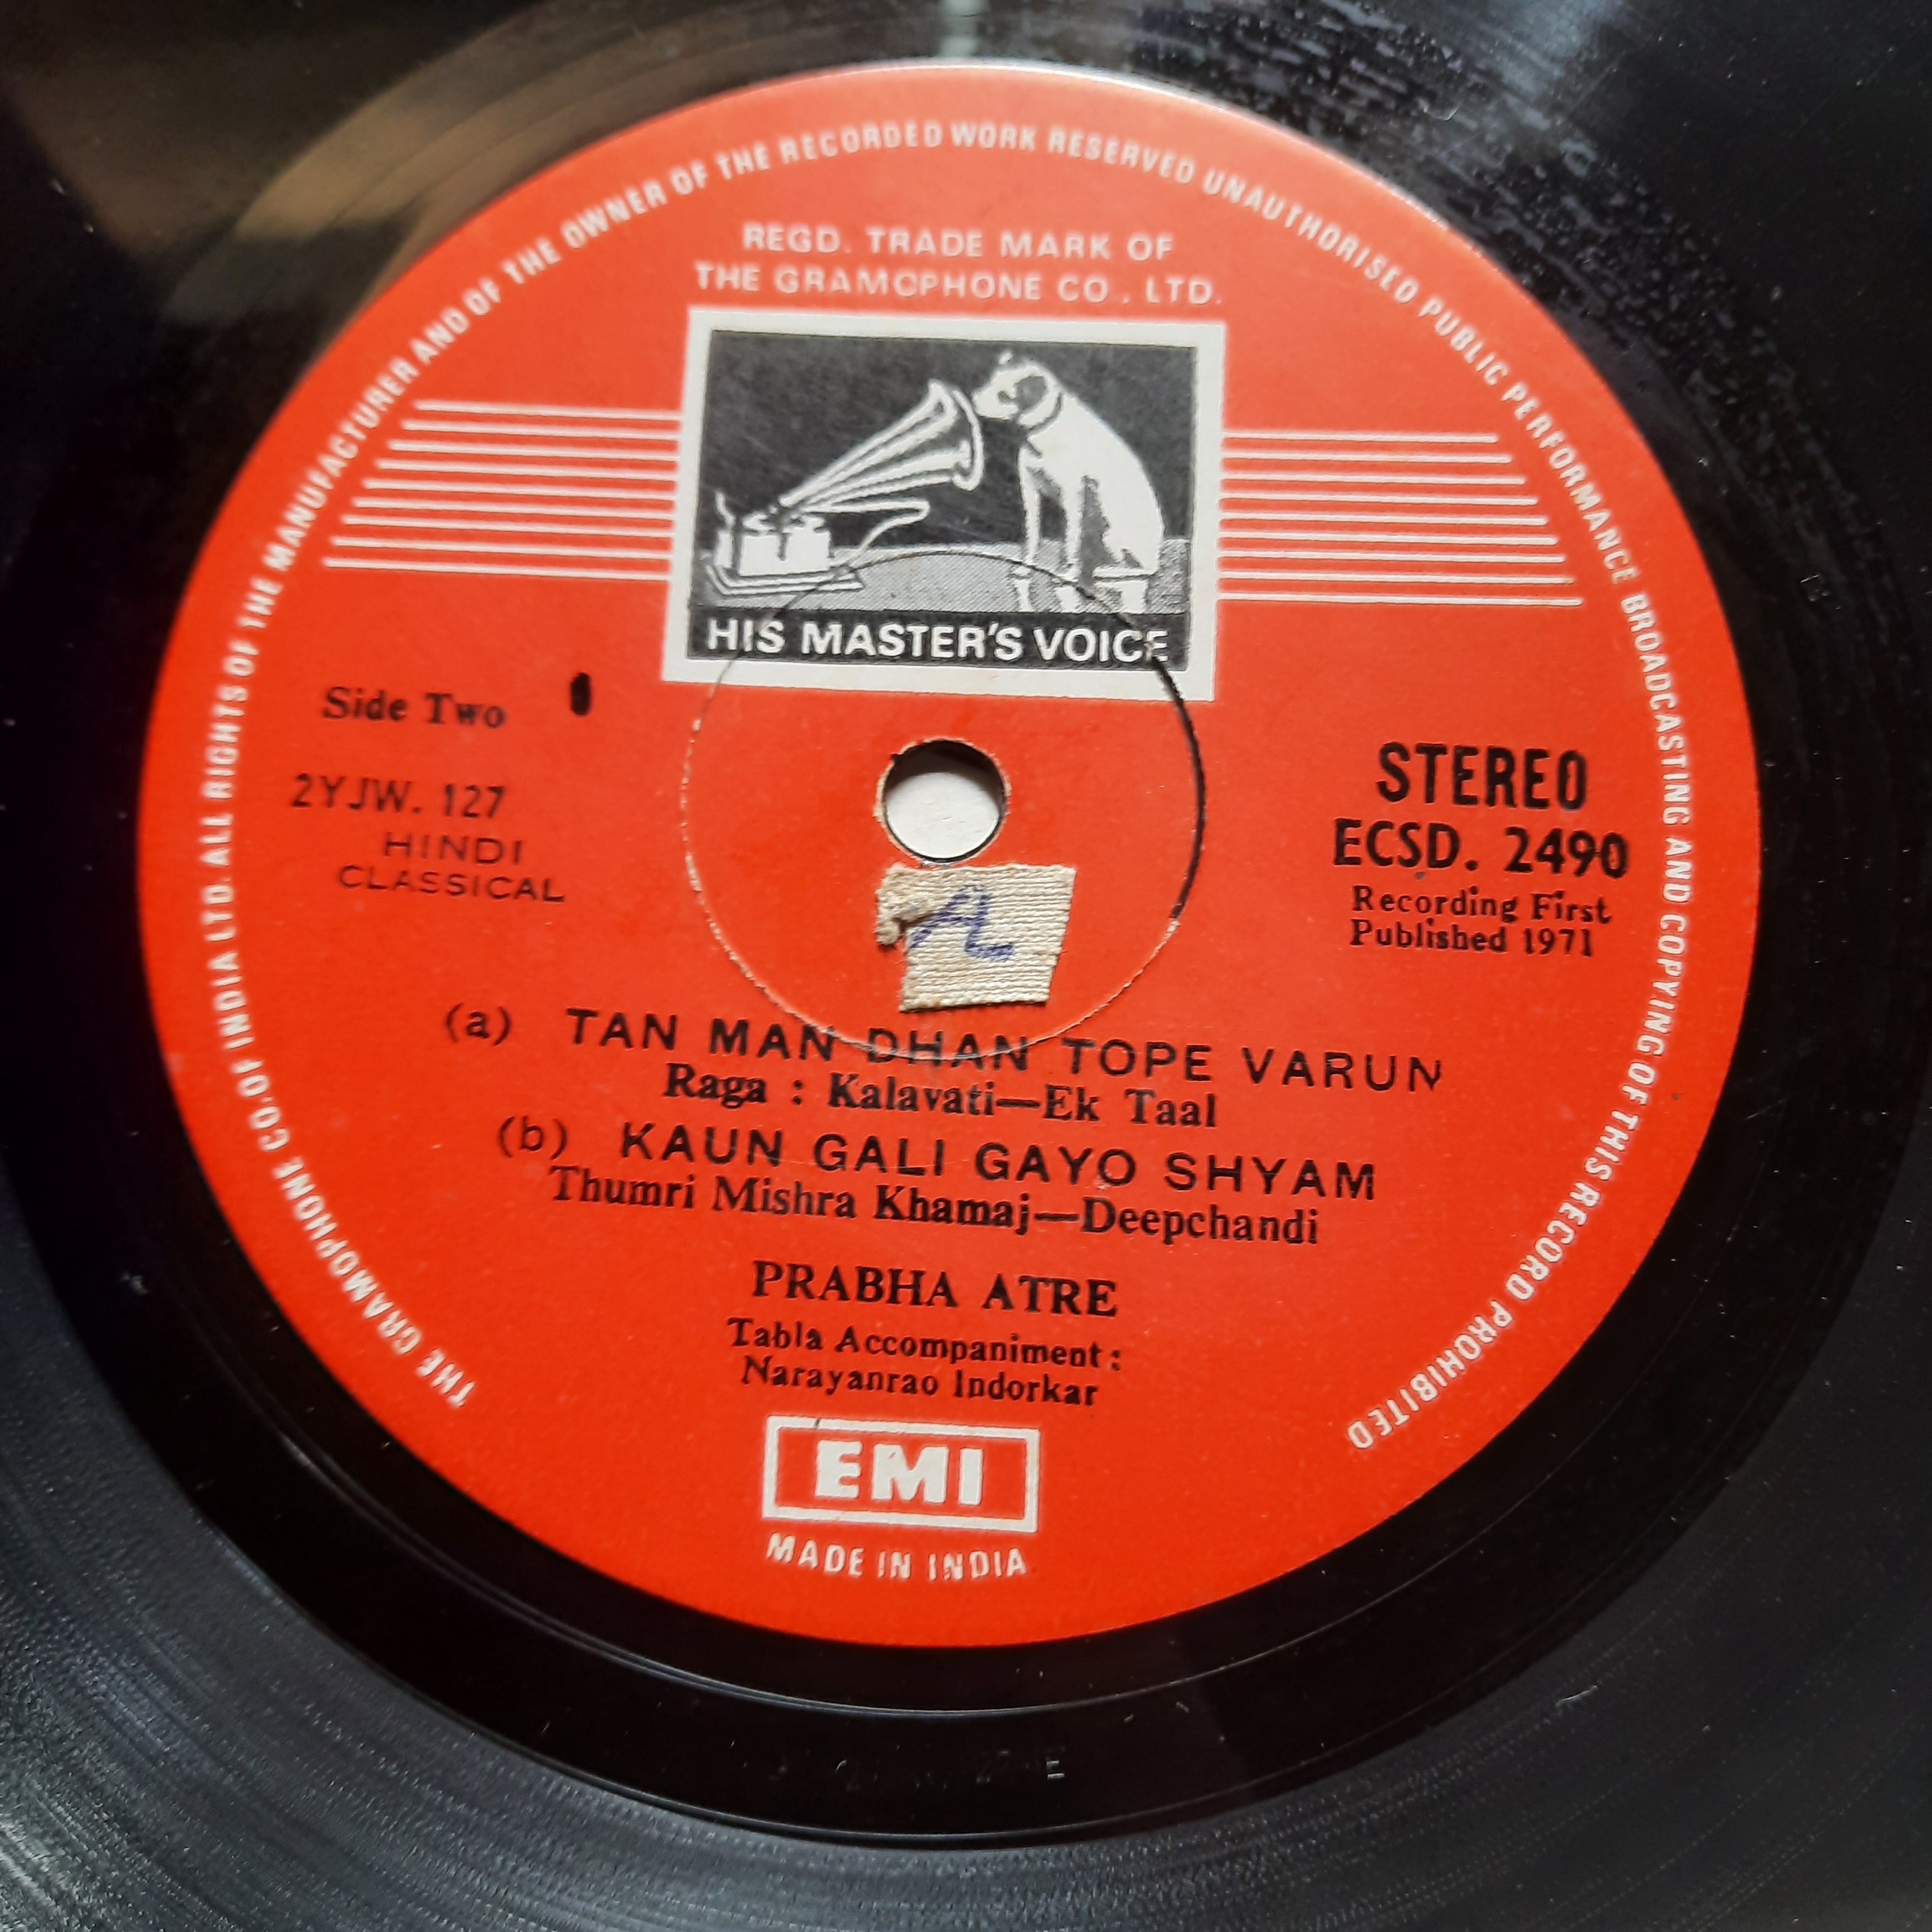 THE GRAMOPHONE CO.OF INDIA LTD. ALL RIGHTS OF THE MANUFACTURER AND OF THE OWNER OF THE RECORDED WORK RESERVED UNAUTHORISED PUBLIC PERFORMANCE BROADCASTING AND COPYING OF THIS RECORD PROHIBITED
REGD. TRADE MARK OF
THE GRAMOPHONE CO., LTD.
HIS MASTER'S VOICE
Side Two
2YJW. 127
HINDI
CLASSICAL
STEREO
ECSD. 2490
Recording First
Published 1971
(a) TAN MAN DHAN TOPE VARUN
Raga : Kalavati—Ek Taal
(b) KAUN GALI GAYO SHYAM
Thumri Mishra Khamaj—Deepchandi
PRABHA ATRE
Tabla Accompaniment :
Narayanrao Indorkar
EMI
MADE IN INDIA